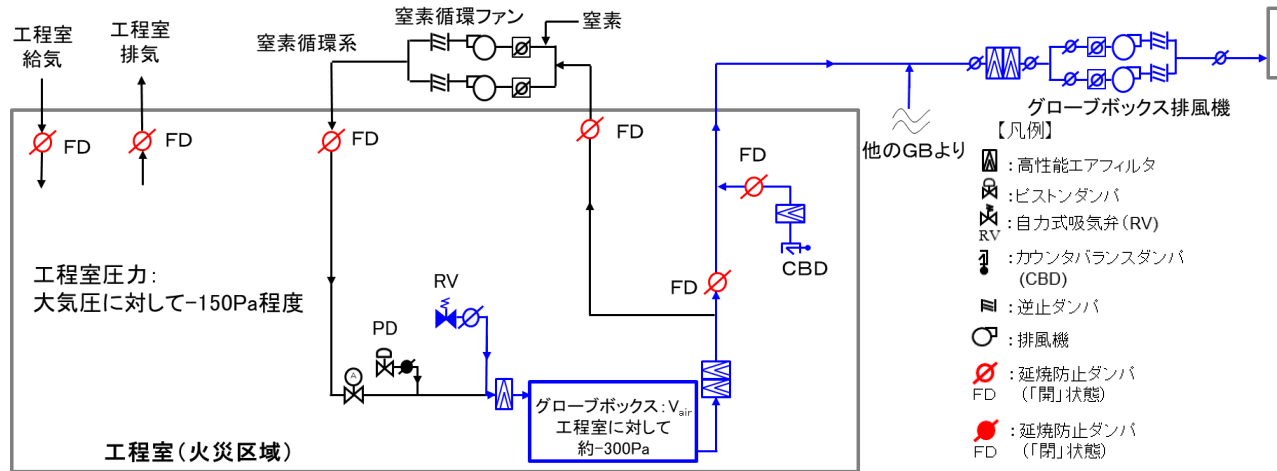 工程室
給気
工程室
排気
窒素循環系
窒素循環ファン
窒素
FD
FD
FD
FD
FD
CBD
他のGBより
グローブボックス排風機
工程室圧力：
大気圧に対して-150Pa程度
RV
PD
A
グローブボックス：Vair
工程室に対して
約-300Pa
工程室（火災区域）
【凡例】
：高性能エアフィルタ
：ピストンダンパ
：自力式吸気弁（RV）
RV
：カウンタバランスダンパ
(CBD)
：逆止ダンパ
：排風機
：延焼防止ダンパ
FD （「開」状態）
：延焼防止ダンパ
FD （「閉」状態）